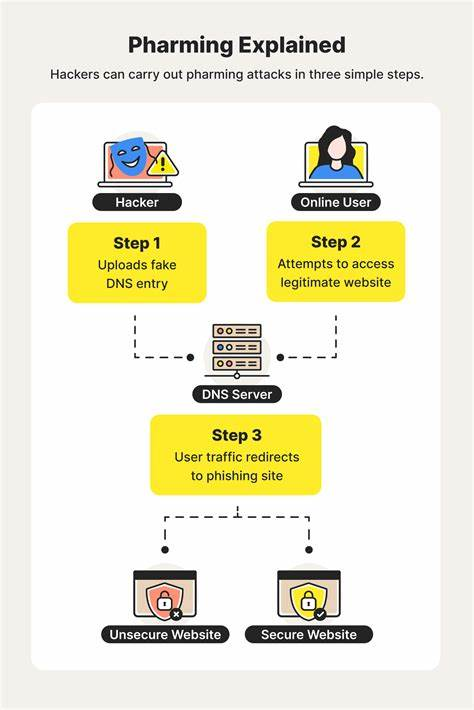 Pharming Explained
Hackers can carry out pharming attacks in three simple steps.
Hacker
Online User
Step 1
Uploads fake
DNS entry
Step 2
Attempts to access
legitimate website
DNS Server
Step 3
User traffic redirects
to phishing site
Unsecure Website
Secure Website